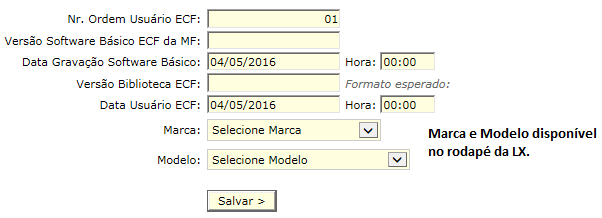 Nr. Ordem Usuário ECF: 01
Versão Software Básico ECF da MF:
Data Gravação Software Básico: 04/05/2016 Hora: 00:00
Versão Biblioteca ECF: Formato esperado:
Data Usuário ECF: 04/05/2016 Hora: 00:00
Marca: Selecione Marca
Marca e Modelo disponível
no rodapé da LX.
Modelo: Selecione Modelo
Salvar >